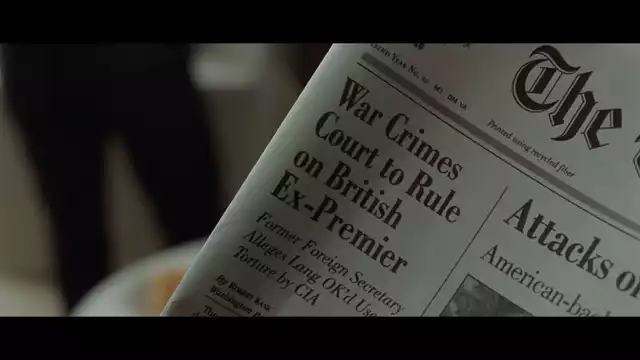 The
Printed using recycled fiber
War Crimes
Court to Rule
on British
Ex-Premier
Former Foreign Secretary
Alleges Lang OK'd Use
Torture by CIA
Attacks
American-